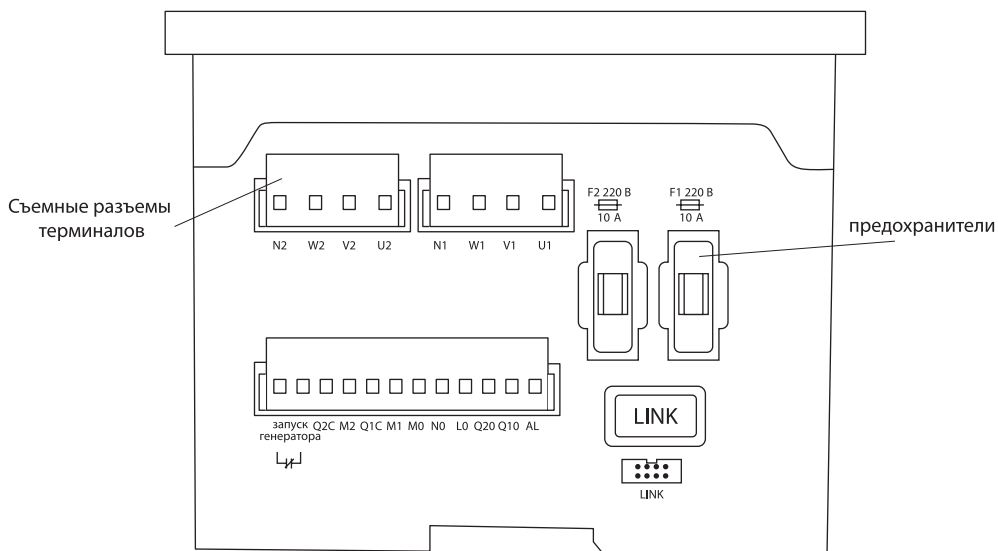 Съемные разъемы
терминалов
N2 W2 V2 U2
N1 W1 V1 U1
F2 220 В
10 А
F1 220 В
10 А
предохранители
запуск
генератора
Q2C M2 Q1C M1 M0 N0 L0 Q20 Q10 AL
LINK
LINK